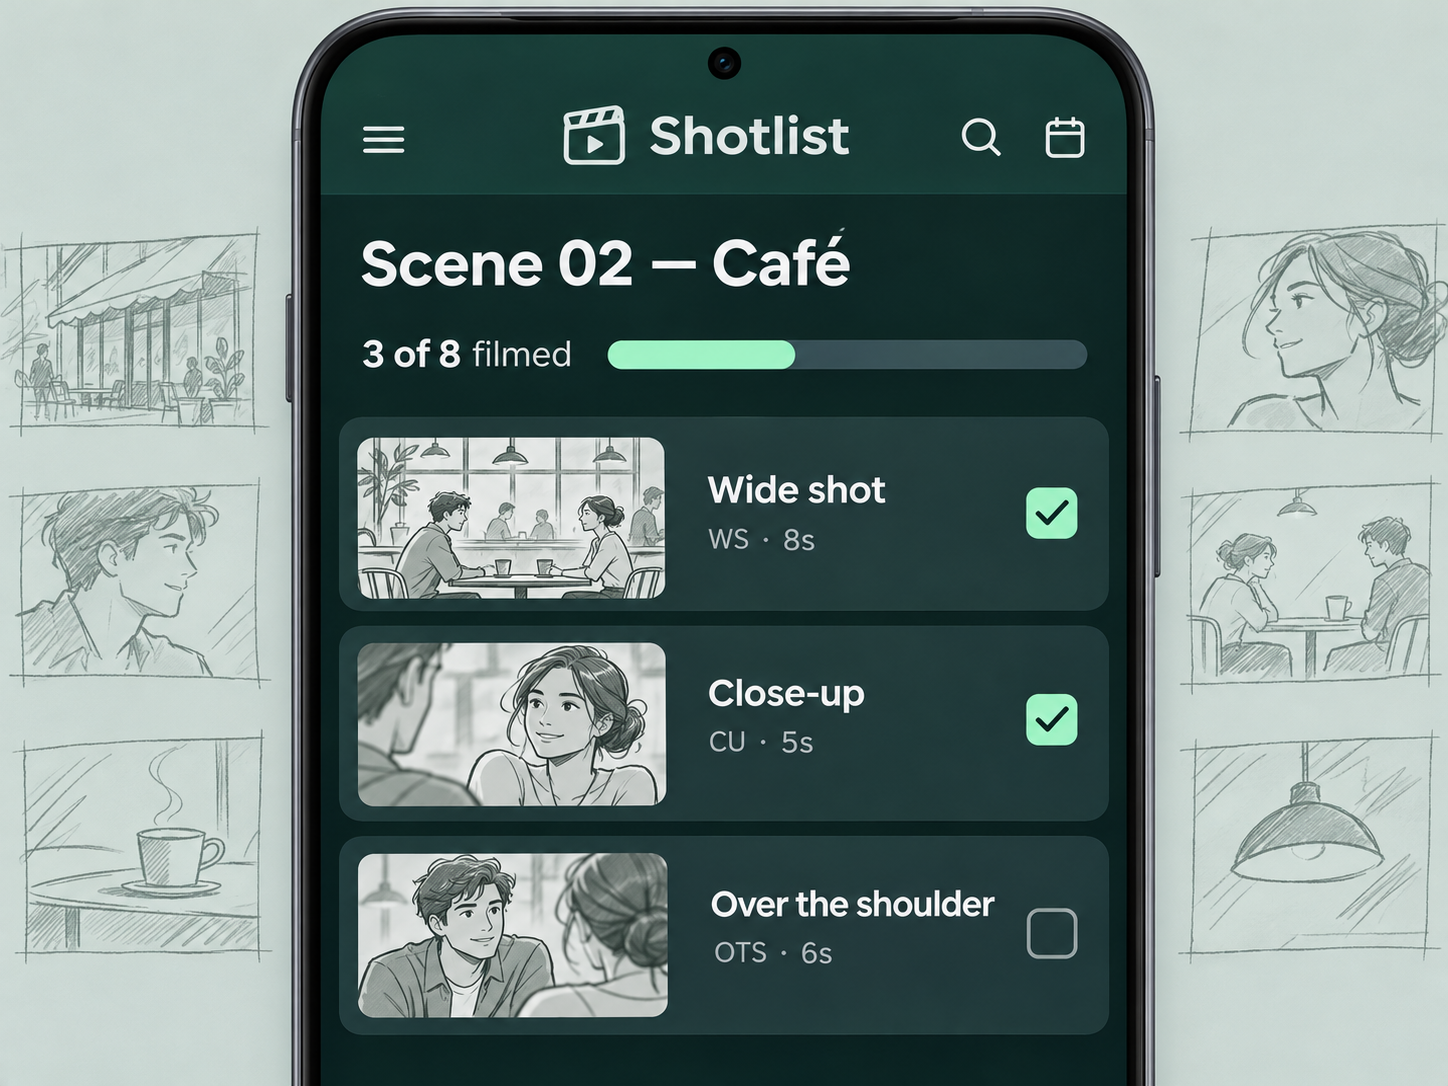 Shotlist
Scene 02 — Café
3 of 8 filmed
Wide shot
WS · 8s
Close-up
CU · 5s
Over the shoulder
OTS · 6s